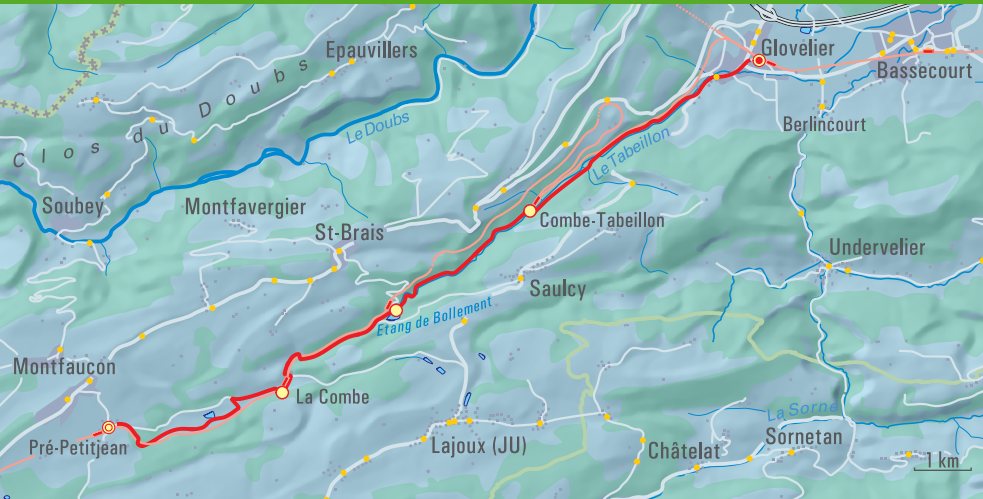 Epauvillers
Glovelier
Bassecourt
Clos du Doubs
Le Doubs
Berlincourt
Le Tabeillon
Soubey
Montfavergier
St-Brais
Combe-Tabeillon
Undervelier
Saulcy
Etang de Bollement
Montfaucon
La Combe
La Sorne
Pré-Petitjean
Lajoux (JU)
Châtelat
Sornetan
1 km